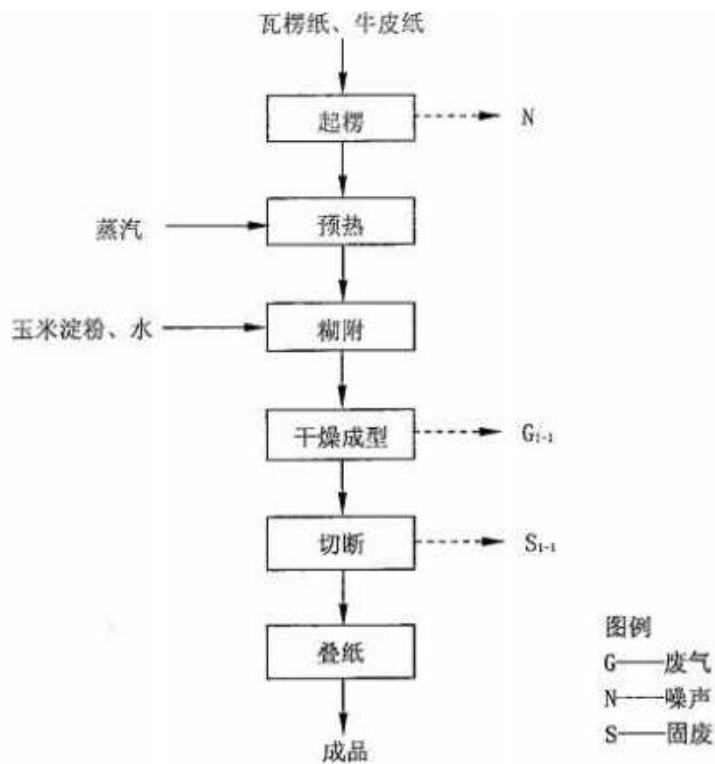 瓦楞纸、牛皮纸
起楞
N
蒸汽
预热
玉米淀粉、水
糊附
干燥成型
G₁₋₁
切断
S₁₋₁
叠纸
成品
图例
G——废气
N——噪声
S——固废